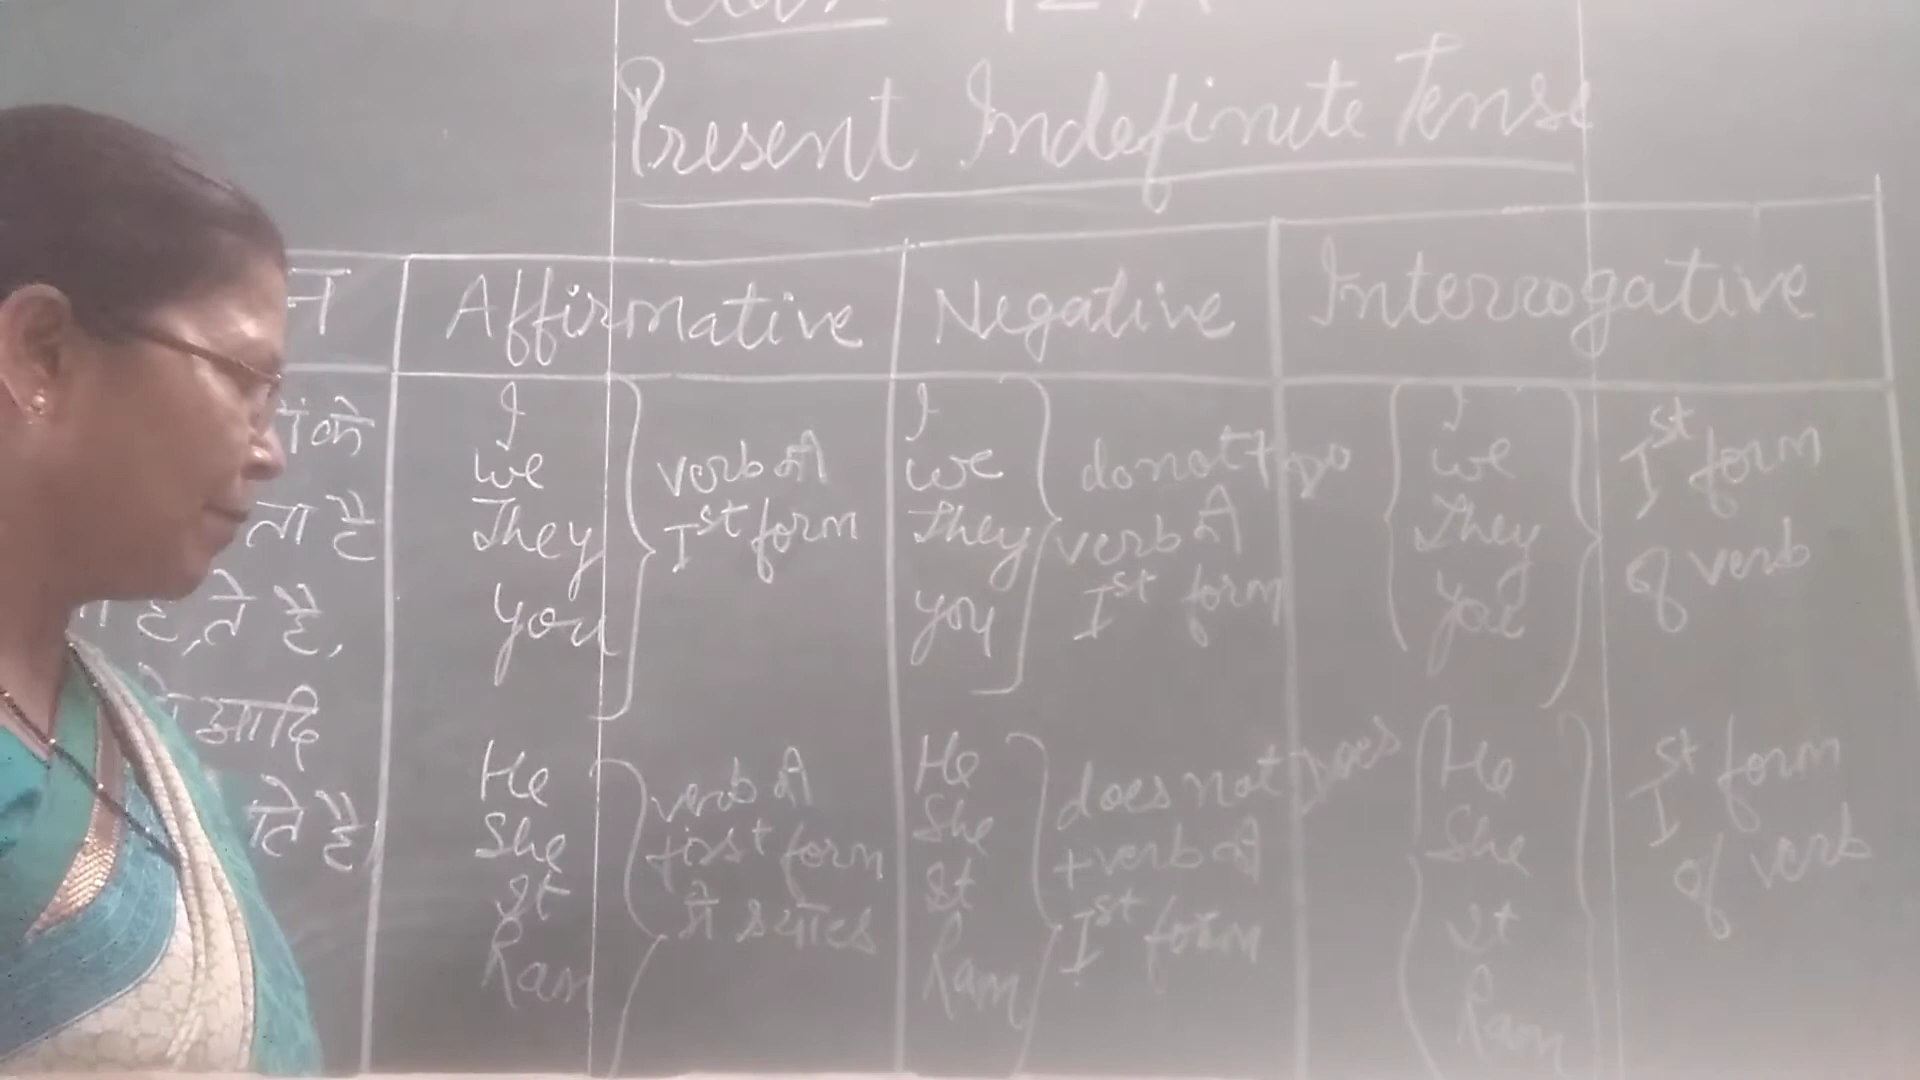 Present Indefinite Tense
Affirmative Negative Interrogative
I
we
They
you
verb की
Ist form
He
She
It
Ram
verb की
first form
में s या es
I
we
They
you
do not +
verb की
Ist form
He
She
It
Ram
does not
+ verb की
Ist form
Do
I
we
They
you
Ist form
of verb
Does
He
She
It
Ram
Ist form
of verb
ता है
ते है,
आदि
ते है